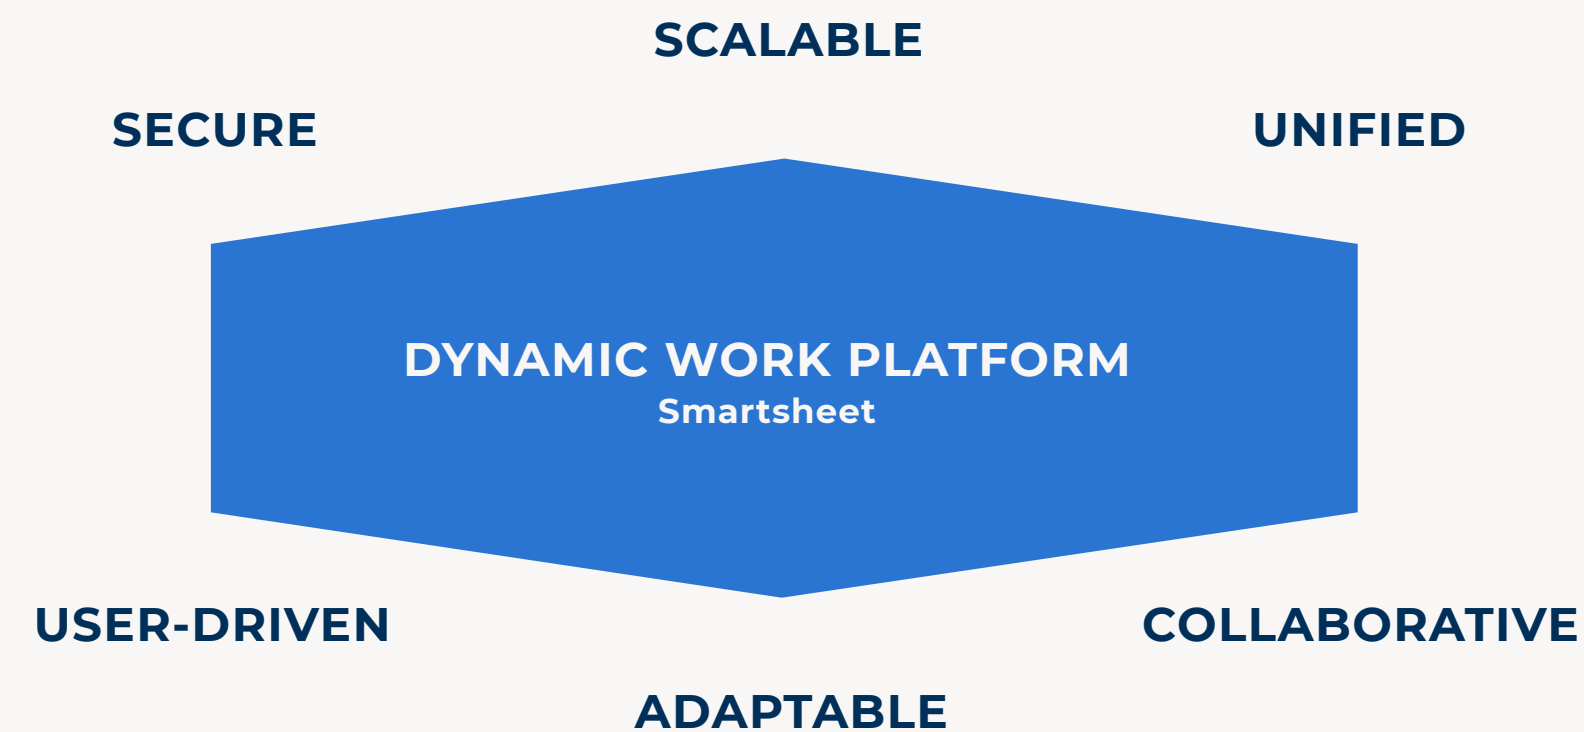 SCALABLE
SECURE
UNIFIED
DYNAMIC WORK PLATFORM
Smartsheet
USER-DRIVEN
COLLABORATIVE
ADAPTABLE